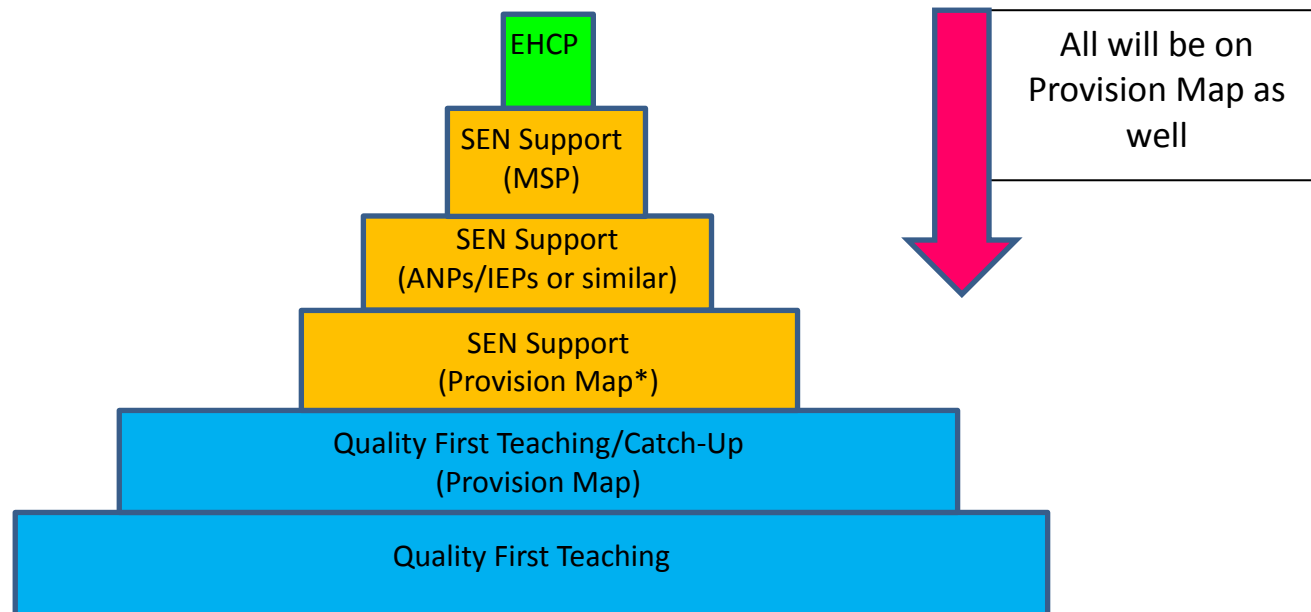 EHCP
All will be on
Provision Map as
well
SEN Support
(MSP)
SEN Support
(ANPs/IEPs or similar)
SEN Support
(Provision Map*)
Quality First Teaching/Catch-Up
(Provision Map)
Quality First Teaching